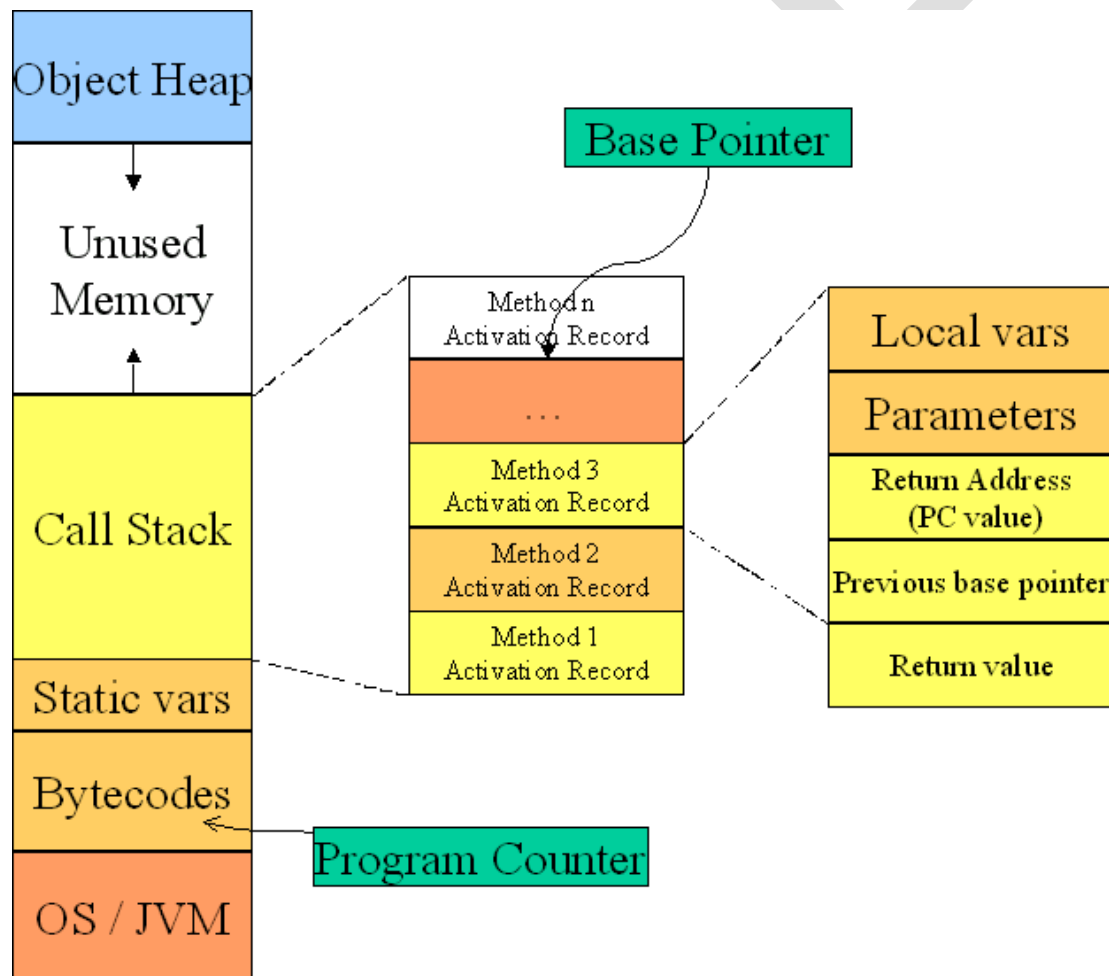 Object Heap
Unused
Memory
Call Stack
Static vars
Bytecodes
OS / JVM
Base Pointer
Method n
Activation Record
. . .
Method 3
Activation Record
Method 2
Activation Record
Method 1
Activation Record
Program Counter
Local vars
Parameters
Return Address
(PC value)
Previous base pointer
Return value